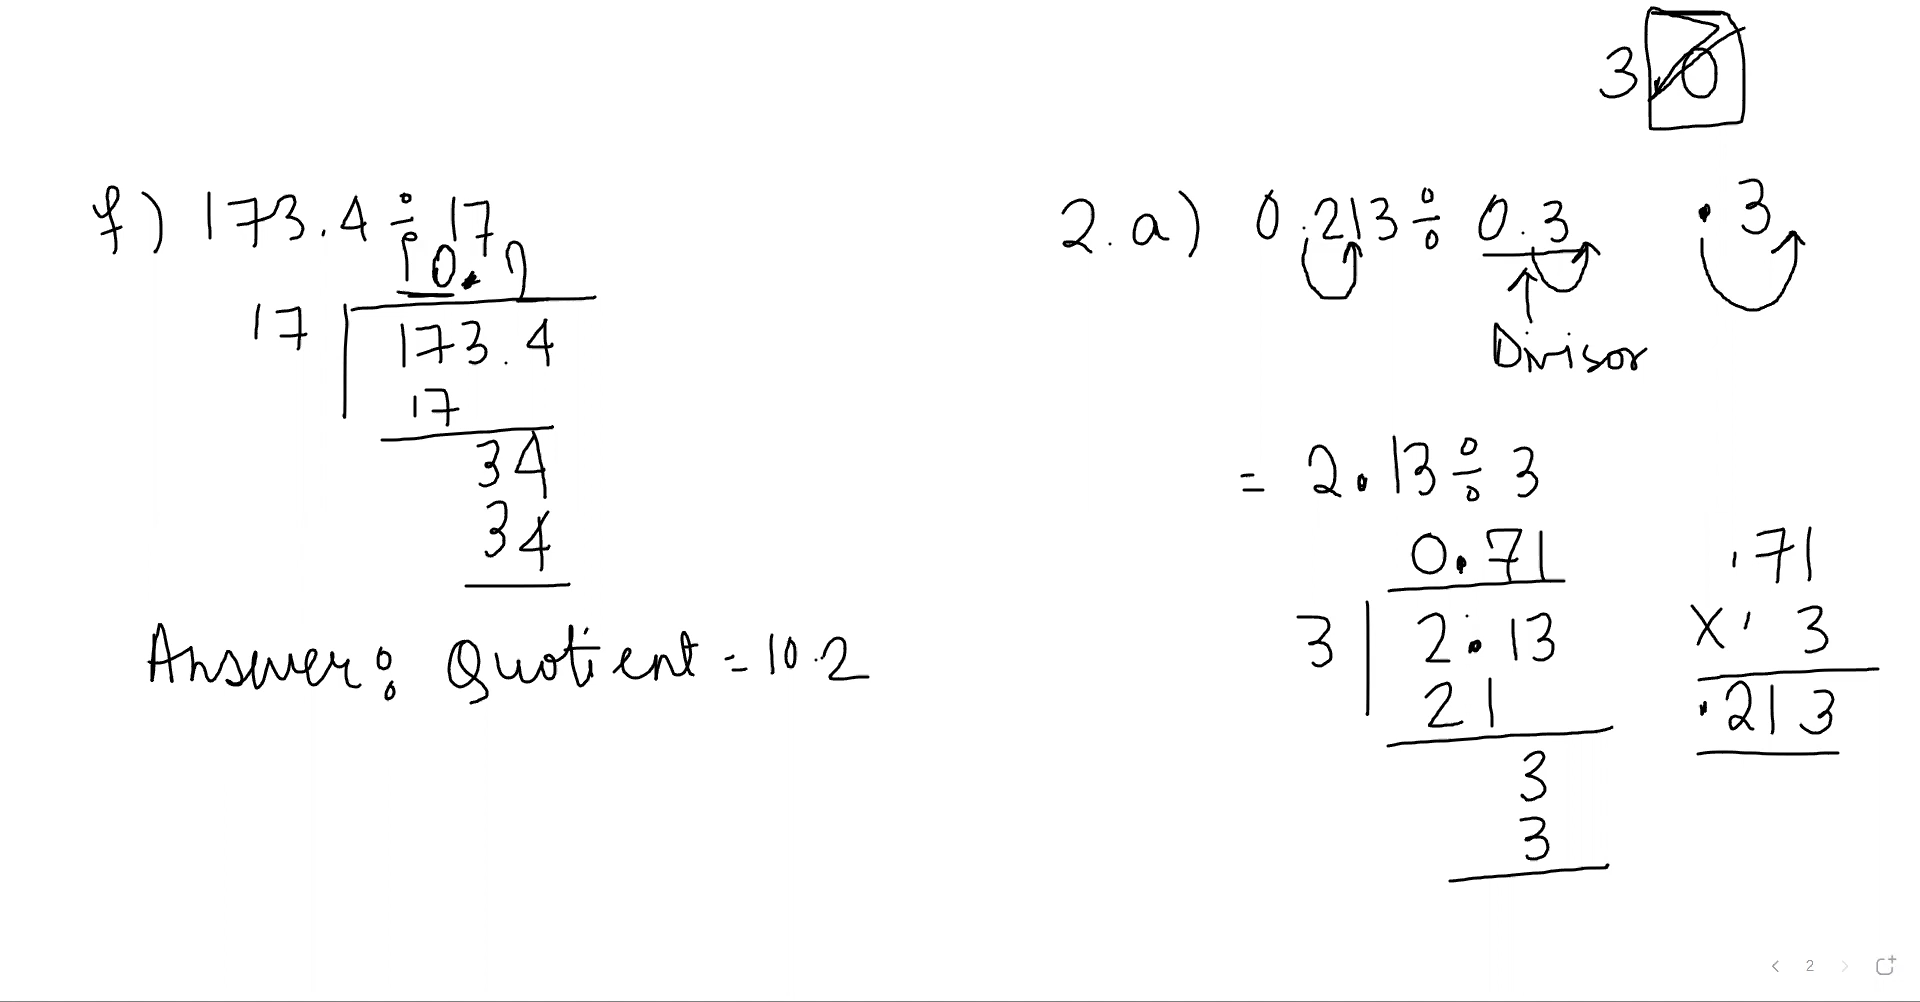 f) 173.4 ÷ 17
10.2
17 173.4
17
34
34
Answer: Quotient = 10.2
3 0
2. a) 0.213 ÷ 0.3
.3
Divisor
= 2.13 ÷ 3
0.71
3 2.13
21
3
3
.71
x .3
.213
2